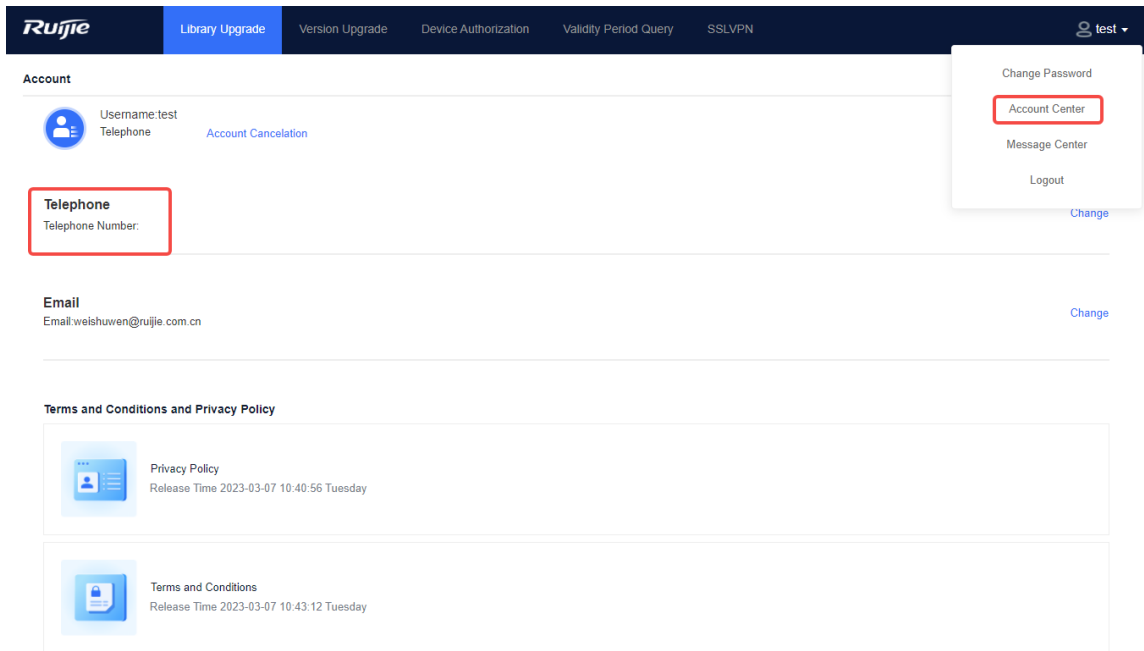 Ruijie
Library Upgrade
Version Upgrade
Device Authorization
Validity Period Query
SSLVPN
test
Change Password
Account Center
Message Center
Logout
Account
Username:test
Telephone
Account Cancelation
Telephone
Telephone Number:
Change
Email
Email:weishuwen@ruijie.com.cn
Change
Terms and Conditions and Privacy Policy
Privacy Policy
Release Time 2023-03-07 10:40:56 Tuesday
Terms and Conditions
Release Time 2023-03-07 10:43:12 Tuesday